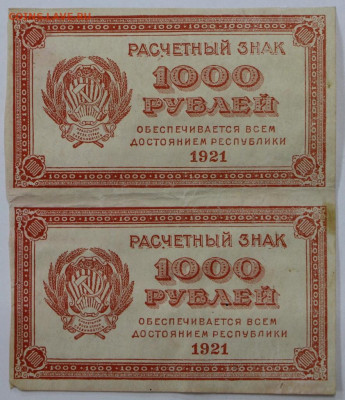 РАСЧЕТНЫЙ ЗНАК
1000
РУБЛЕЙ
ОБЕСПЕЧИВАЕТСЯ ВСЕМ
ДОСТОЯНИЕМ РЕСПУБЛИКИ
1921
РАСЧЕТНЫЙ ЗНАК
1000
РУБЛЕЙ
ОБЕСПЕЧИВАЕТСЯ ВСЕМ
ДОСТОЯНИЕМ РЕСПУБЛИКИ
1921